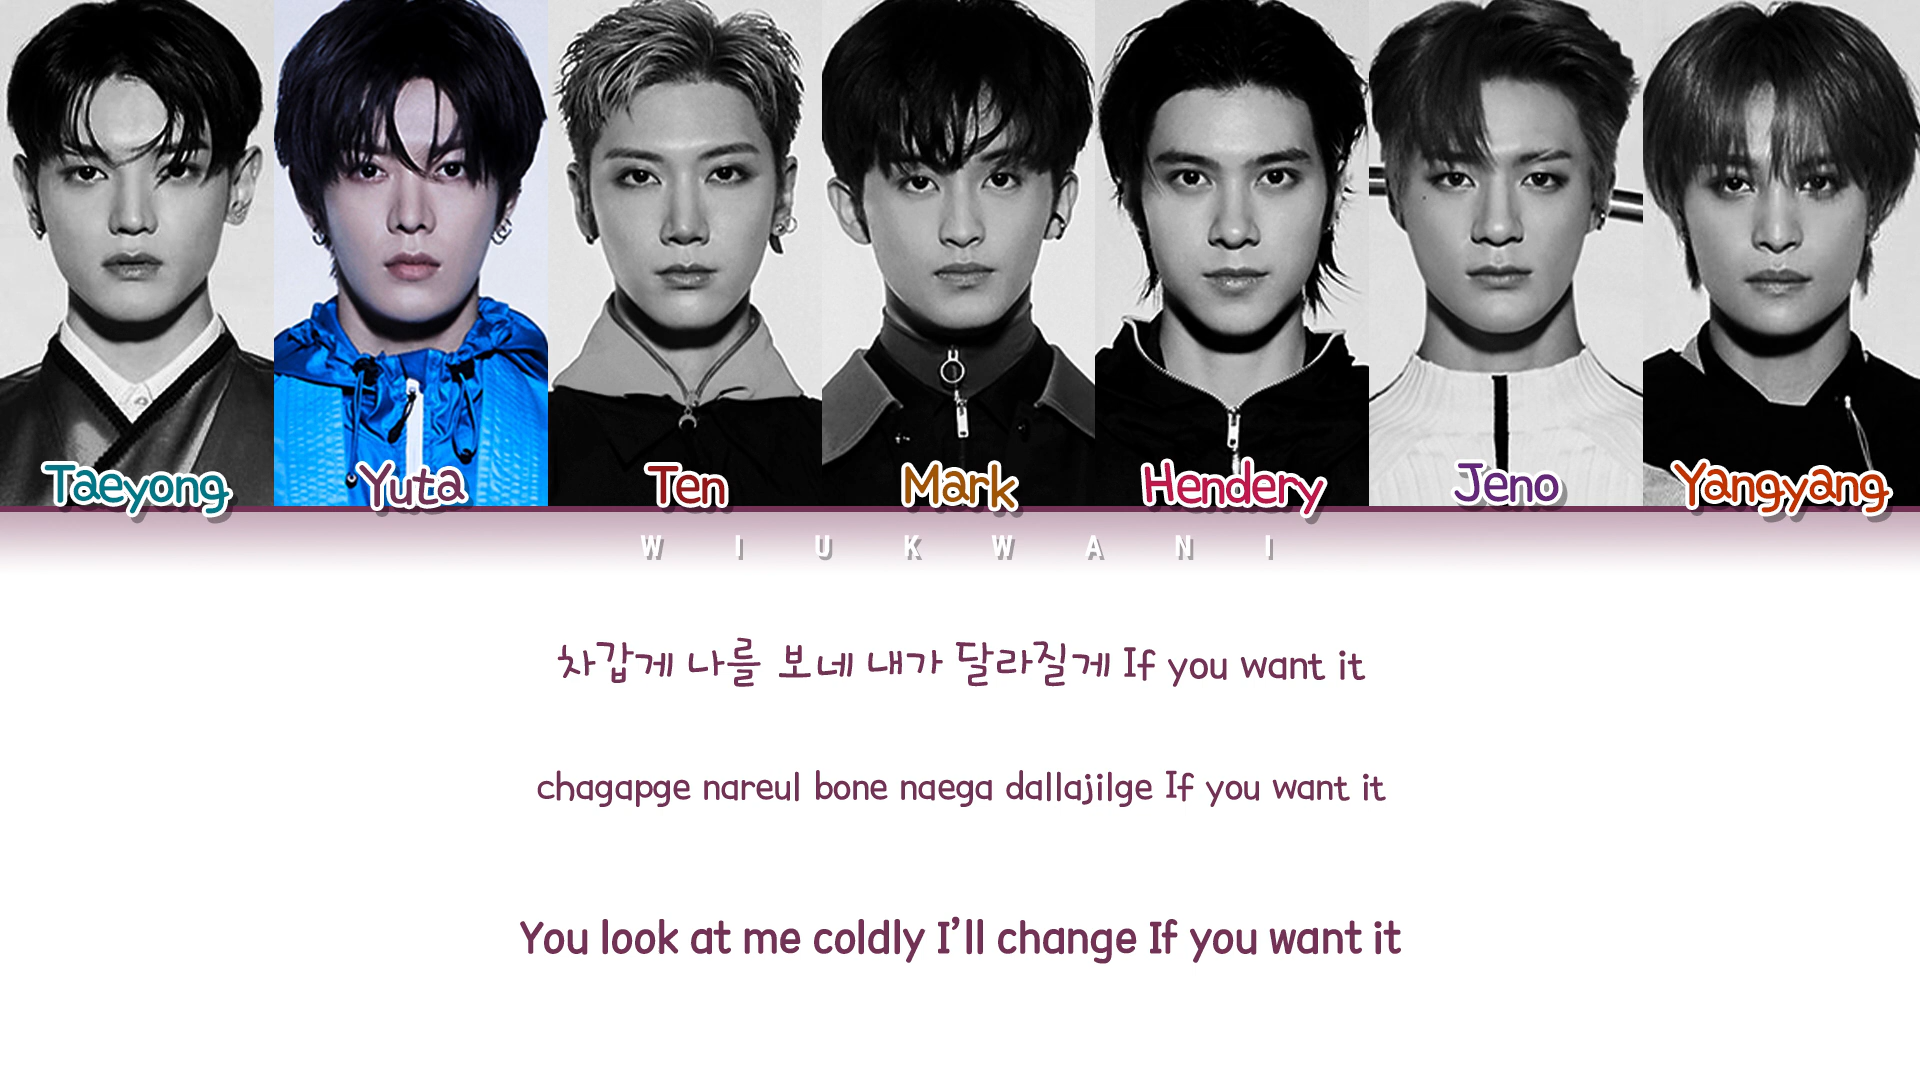 Taeyong Yuta Ten Mark Hendery Jeno Yangyang
WIUKWANI
차갑게 나를 보네 내가 달라질게 If you want it
chagapge nareul bone naega dallajilge If you want it
You look at me coldly I'll change If you want it